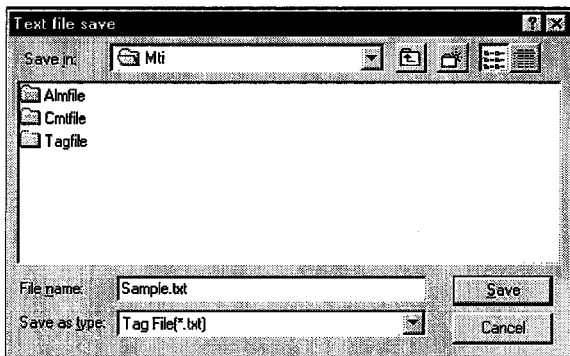 Text file save
Save in: Mti
Almfile
Cmtfile
Tagfile
File name: Sample.txt Save
Save as type: Tag File(*.txt) Cancel